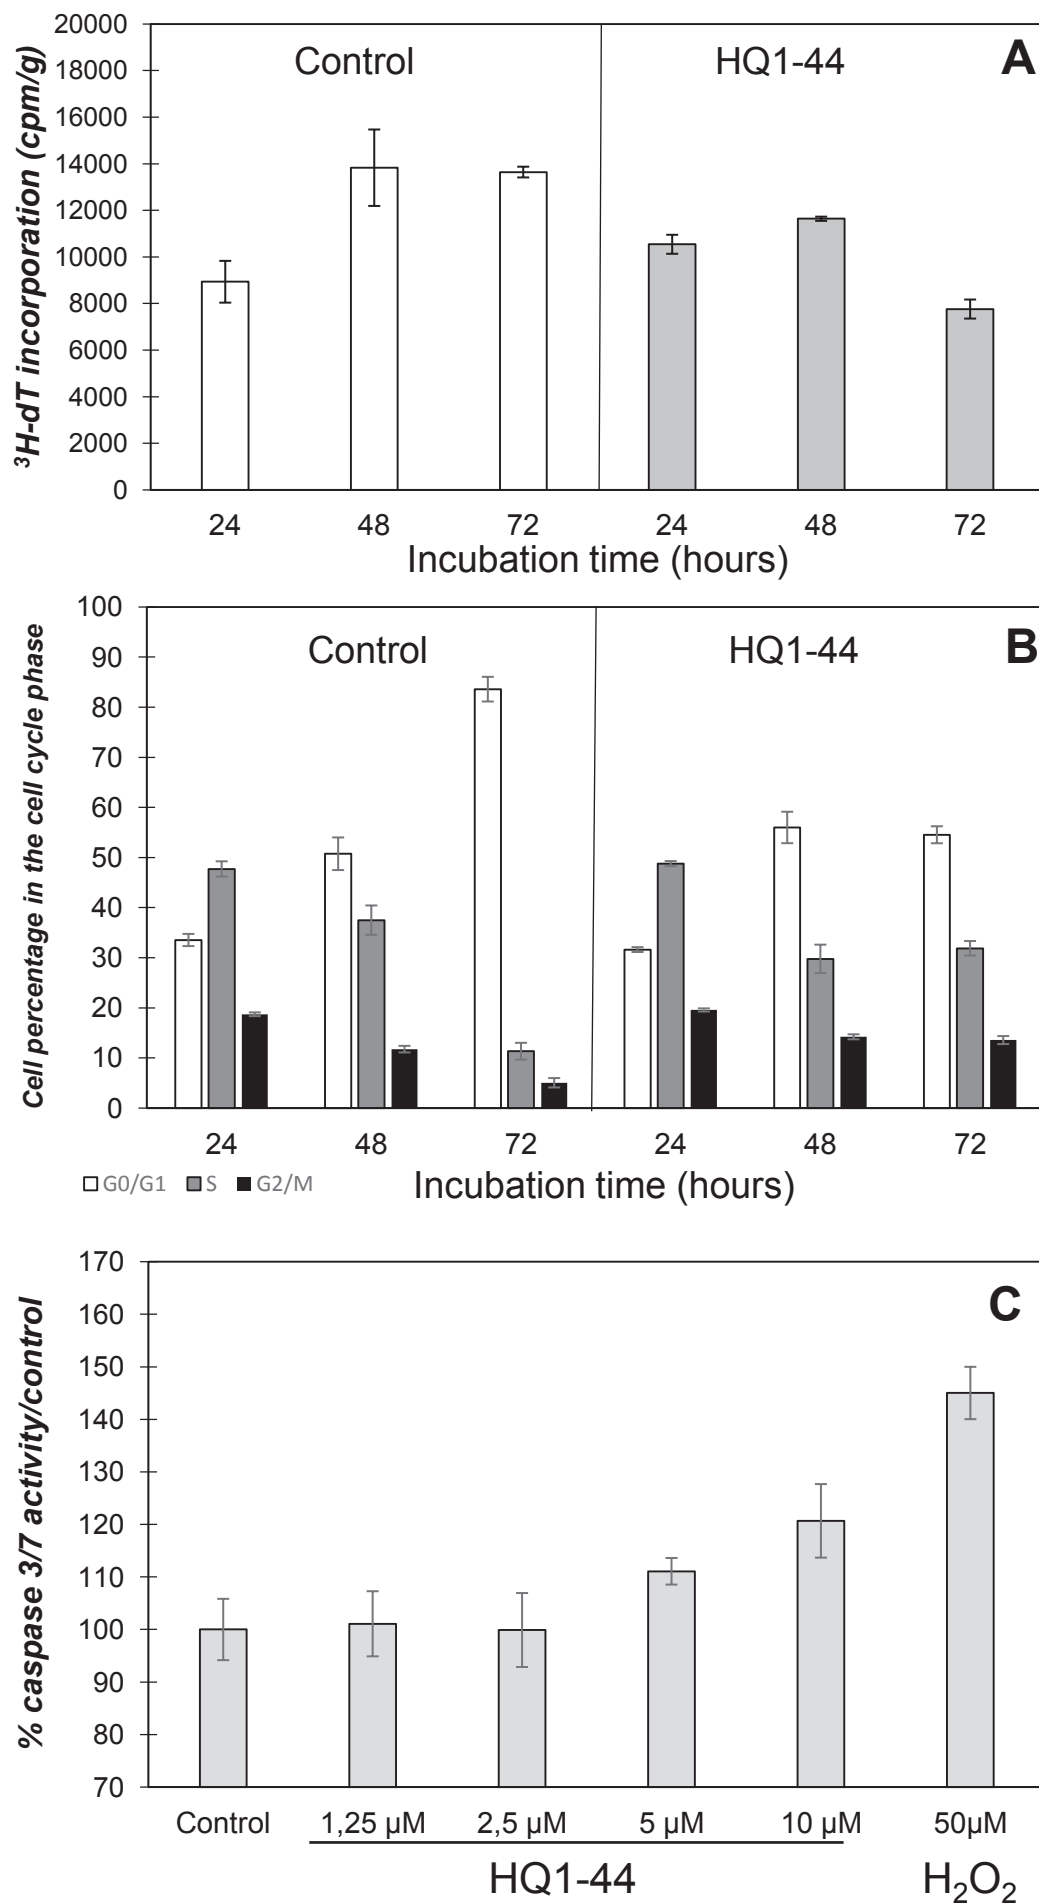 20000
18000
16000
14000
12000
10000
8000
6000
4000
2000
0
³H-dT incorporation (cpm/g)
Control HQ1-44 A
24 48 72 24 48 72
Incubation time (hours)
100
90
80
70
60
50
40
30
20
10
0
Cell percentage in the cell cycle phase
Control HQ1-44 B
24 48 72 24 48 72
G0/G1 S G2/M Incubation time (hours)
170
160
150
140
130
120
110
100
90
80
70
% caspase 3/7 activity/control
C
Control 1,25 µM 2,5 µM 5 µM 10 µM 50µM
HQ1-44 H₂O₂